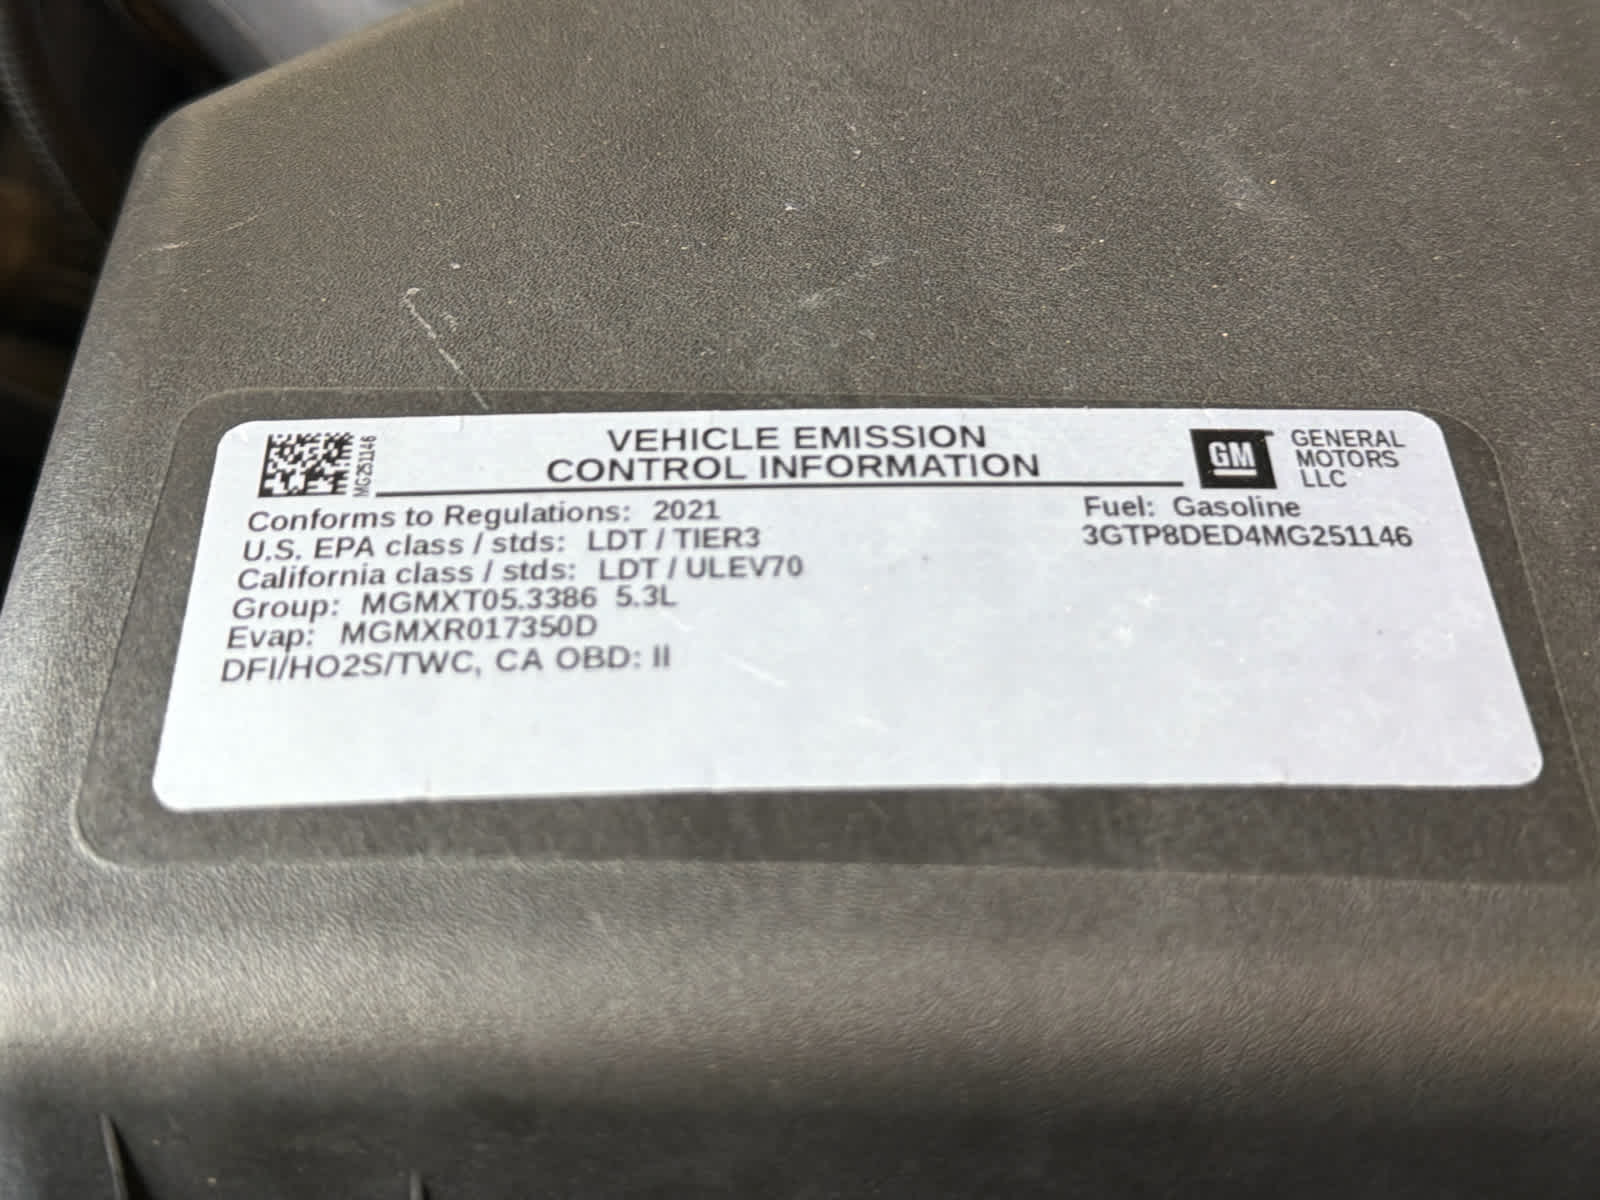 MG251146
VEHICLE EMISSION
CONTROL INFORMATION
GM
GENERAL
MOTORS
LLC
Conforms to Regulations: 2021
U.S. EPA class / stds: LDT / TIER3
California class / stds: LDT / ULEV70
Group: MGMXT05.3386 5.3L
Evap: MGMXR017350D
DFI/HO2S/TWC, CA OBD: II
Fuel: Gasoline
3GTP8DED4MG251146